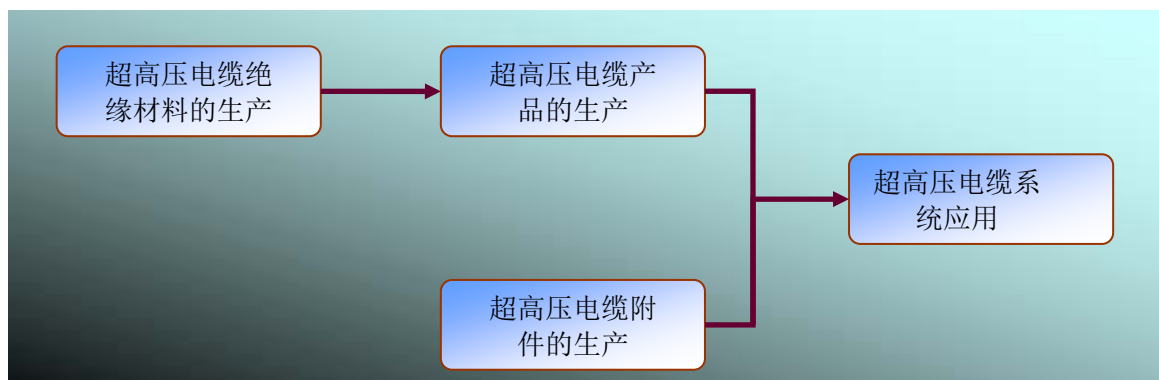 超高压电缆绝
缘材料的生产
超高压电缆产
品的生产
超高压电缆系
统应用
超高压电缆附
件的生产